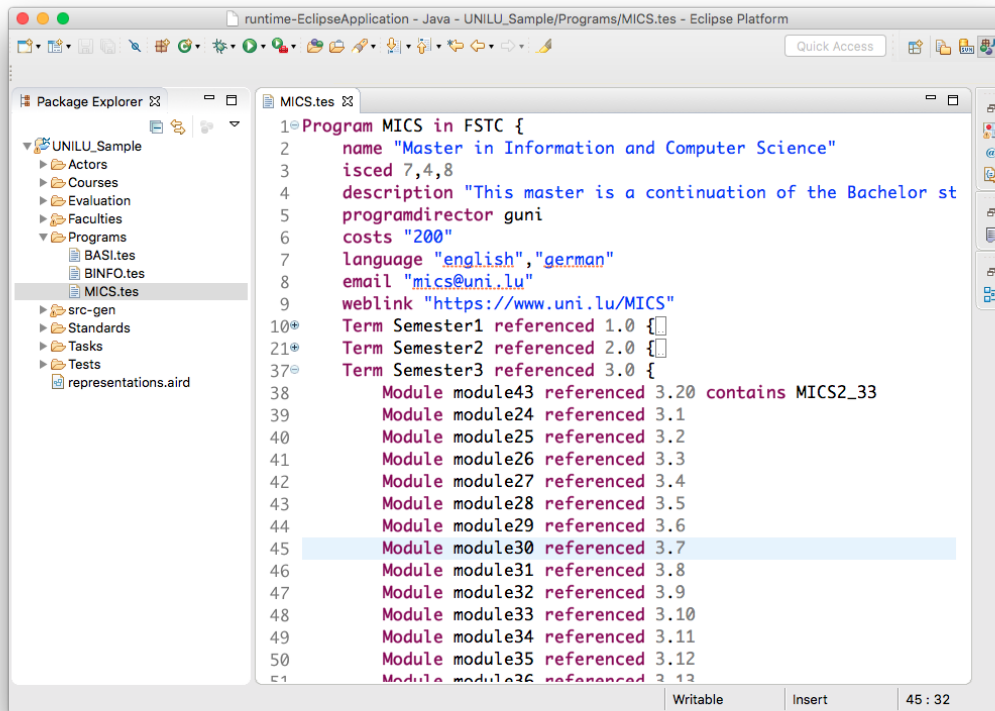 runtime-EclipseApplication - Java - UNILU_Sample/Programs/MICS.tes - Eclipse Platform
Quick Access
Package Explorer
UNILU_Sample
Actors
Courses
Evaluation
Faculties
Programs
BASI.tes
BINFO.tes
MICS.tes
src-gen
Standards
Tasks
Tests
representations.aird
MICS.tes
1 Program MICS in FSTC {
2 name "Master in Information and Computer Science"
3 isced 7,4,8
4 description "This master is a continuation of the Bachelor st
5 programdirector guni
6 costs "200"
7 language "english","german"
8 email "mics@uni.lu"
9 weblink "https://www.uni.lu/MICS"
10 Term Semester1 referenced 1.0 {
21 Term Semester2 referenced 2.0 {
37 Term Semester3 referenced 3.0 {
38 Module module43 referenced 3.20 contains MICS2_33
39 Module module24 referenced 3.1
40 Module module25 referenced 3.2
41 Module module26 referenced 3.3
42 Module module27 referenced 3.4
43 Module module28 referenced 3.5
44 Module module29 referenced 3.6
45 Module module30 referenced 3.7
46 Module module31 referenced 3.8
47 Module module32 referenced 3.9
48 Module module33 referenced 3.10
49 Module module34 referenced 3.11
50 Module module35 referenced 3.12
51 Module module36 referenced 3.13
Writable
Insert
45 : 32